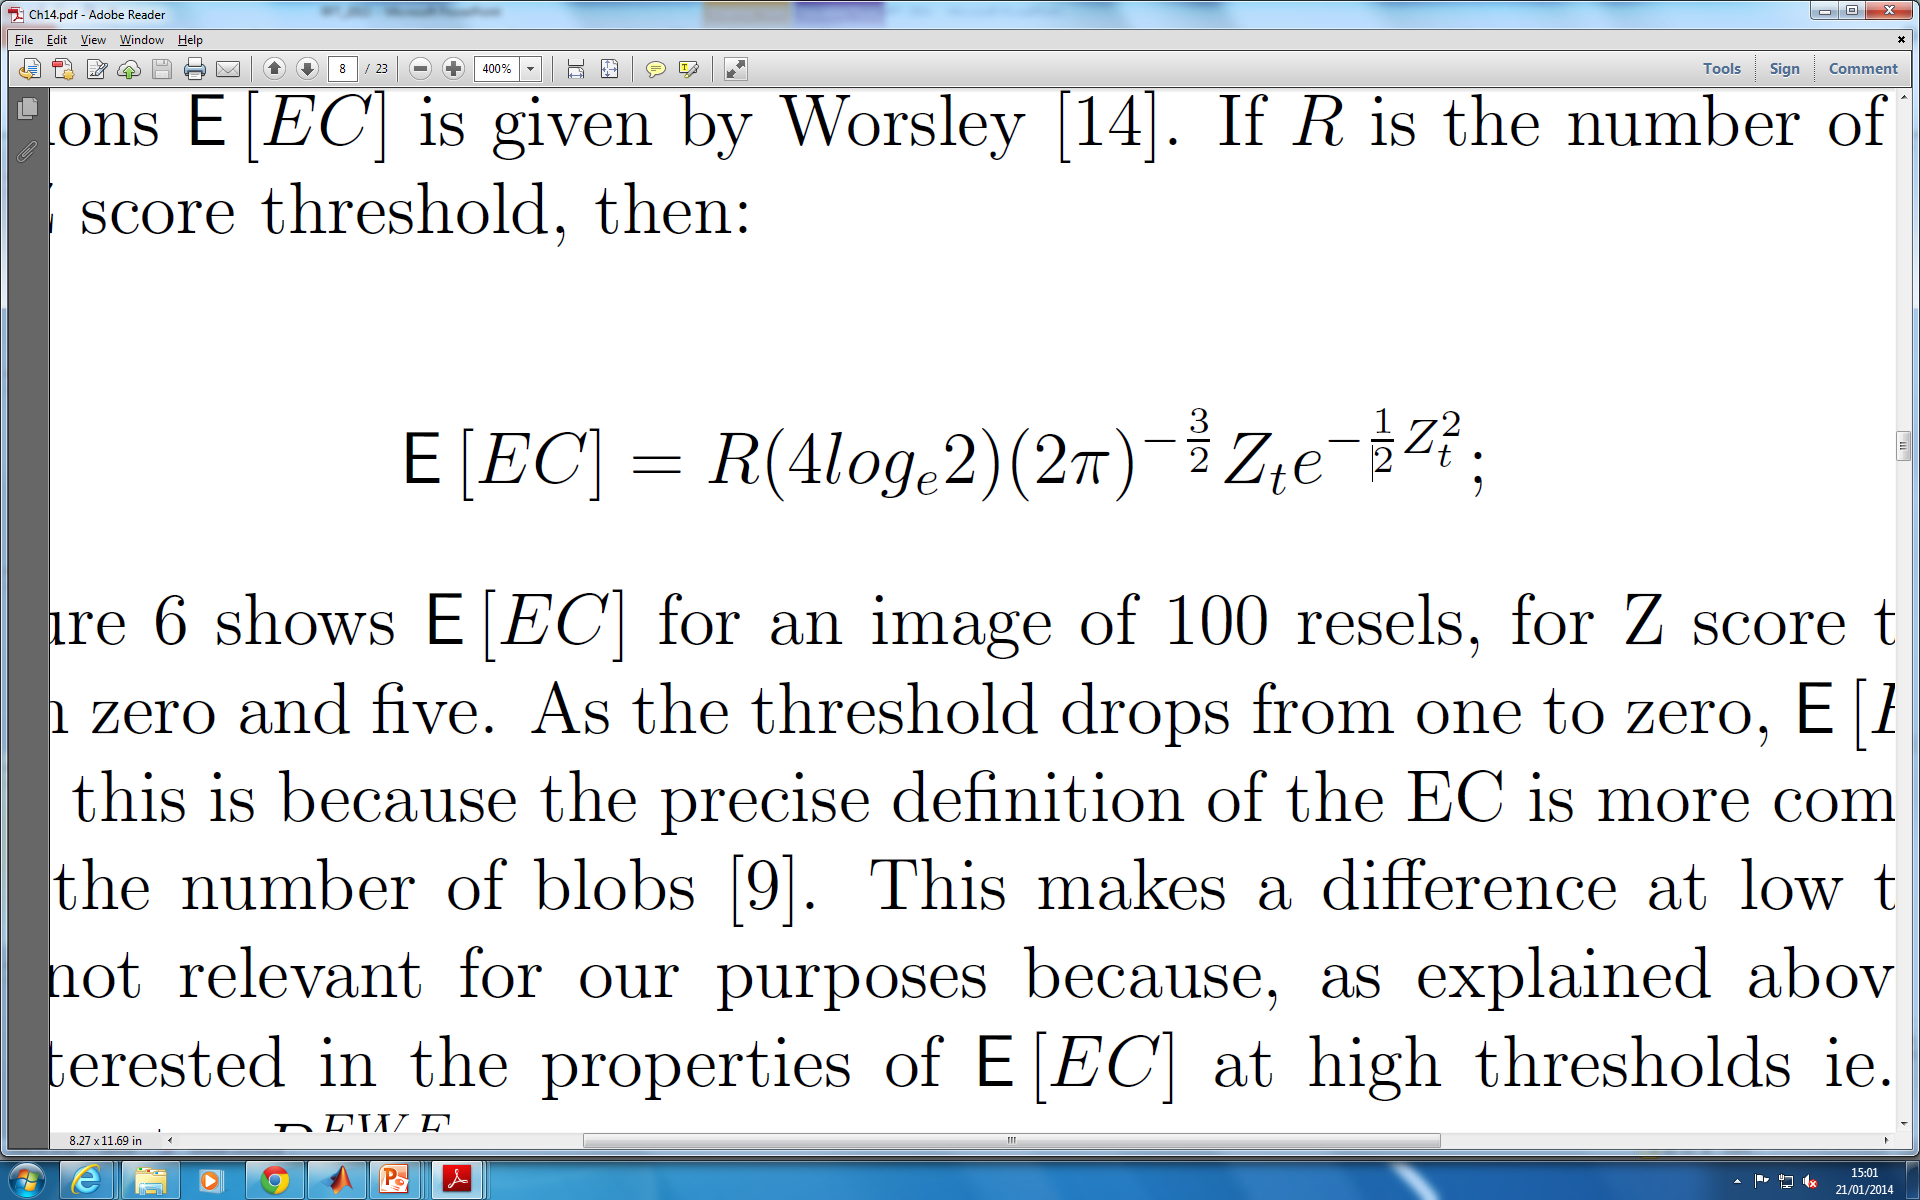 Ch14.pdf - Adobe Reader
File Edit View Window Help
8 / 23 400% Tools Sign Comment
ions E [EC] is given by Worsley [14]. If R is the number of
score threshold, then:
E [EC] = R(4log_e2)(2π)^{-\frac{3}{2}} Z_t e^{-\frac{1}{2} Z_t^2};
ure 6 shows E [EC] for an image of 100 resels, for Z score t
n zero and five. As the threshold drops from one to zero, E [E
this is because the precise definition of the EC is more com
the number of blobs [9]. This makes a difference at low t
not relevant for our purposes because, as explained abov
terested in the properties of E [EC] at high thresholds ie.
8.27 x 11.69 in
15:01
21/01/2014